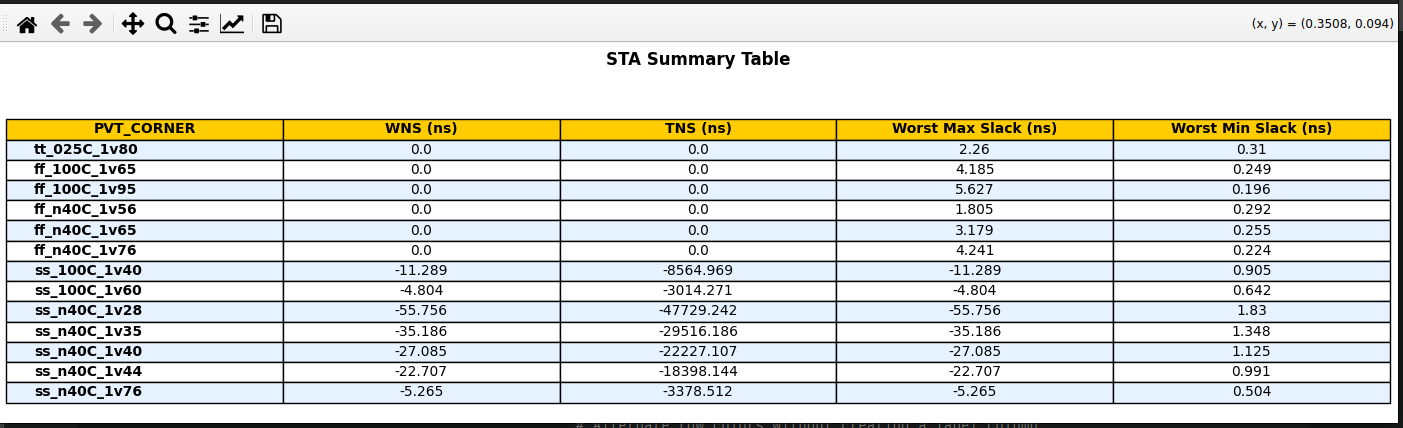 (x, y) = (0.3508, 0.094)
STA Summary Table
PVT_CORNER WNS (ns) TNS (ns) Worst Max Slack (ns) Worst Min Slack (ns)
tt_025C_1v80 0.0 0.0 2.26 0.31
ff_100C_1v65 0.0 0.0 4.185 0.249
ff_100C_1v95 0.0 0.0 5.627 0.196
ff_n40C_1v56 0.0 0.0 1.805 0.292
ff_n40C_1v65 0.0 0.0 3.179 0.255
ff_n40C_1v76 0.0 0.0 4.241 0.224
ss_100C_1v40 -11.289 -8564.969 -11.289 0.905
ss_100C_1v60 -4.804 -3014.271 -4.804 0.642
ss_n40C_1v28 -55.756 -47729.242 -55.756 1.83
ss_n40C_1v35 -35.186 -29516.186 -35.186 1.348
ss_n40C_1v40 -27.085 -22227.107 -27.085 1.125
ss_n40C_1v44 -22.707 -18398.144 -22.707 0.991
ss_n40C_1v76 -5.265 -3378.512 -5.265 0.504